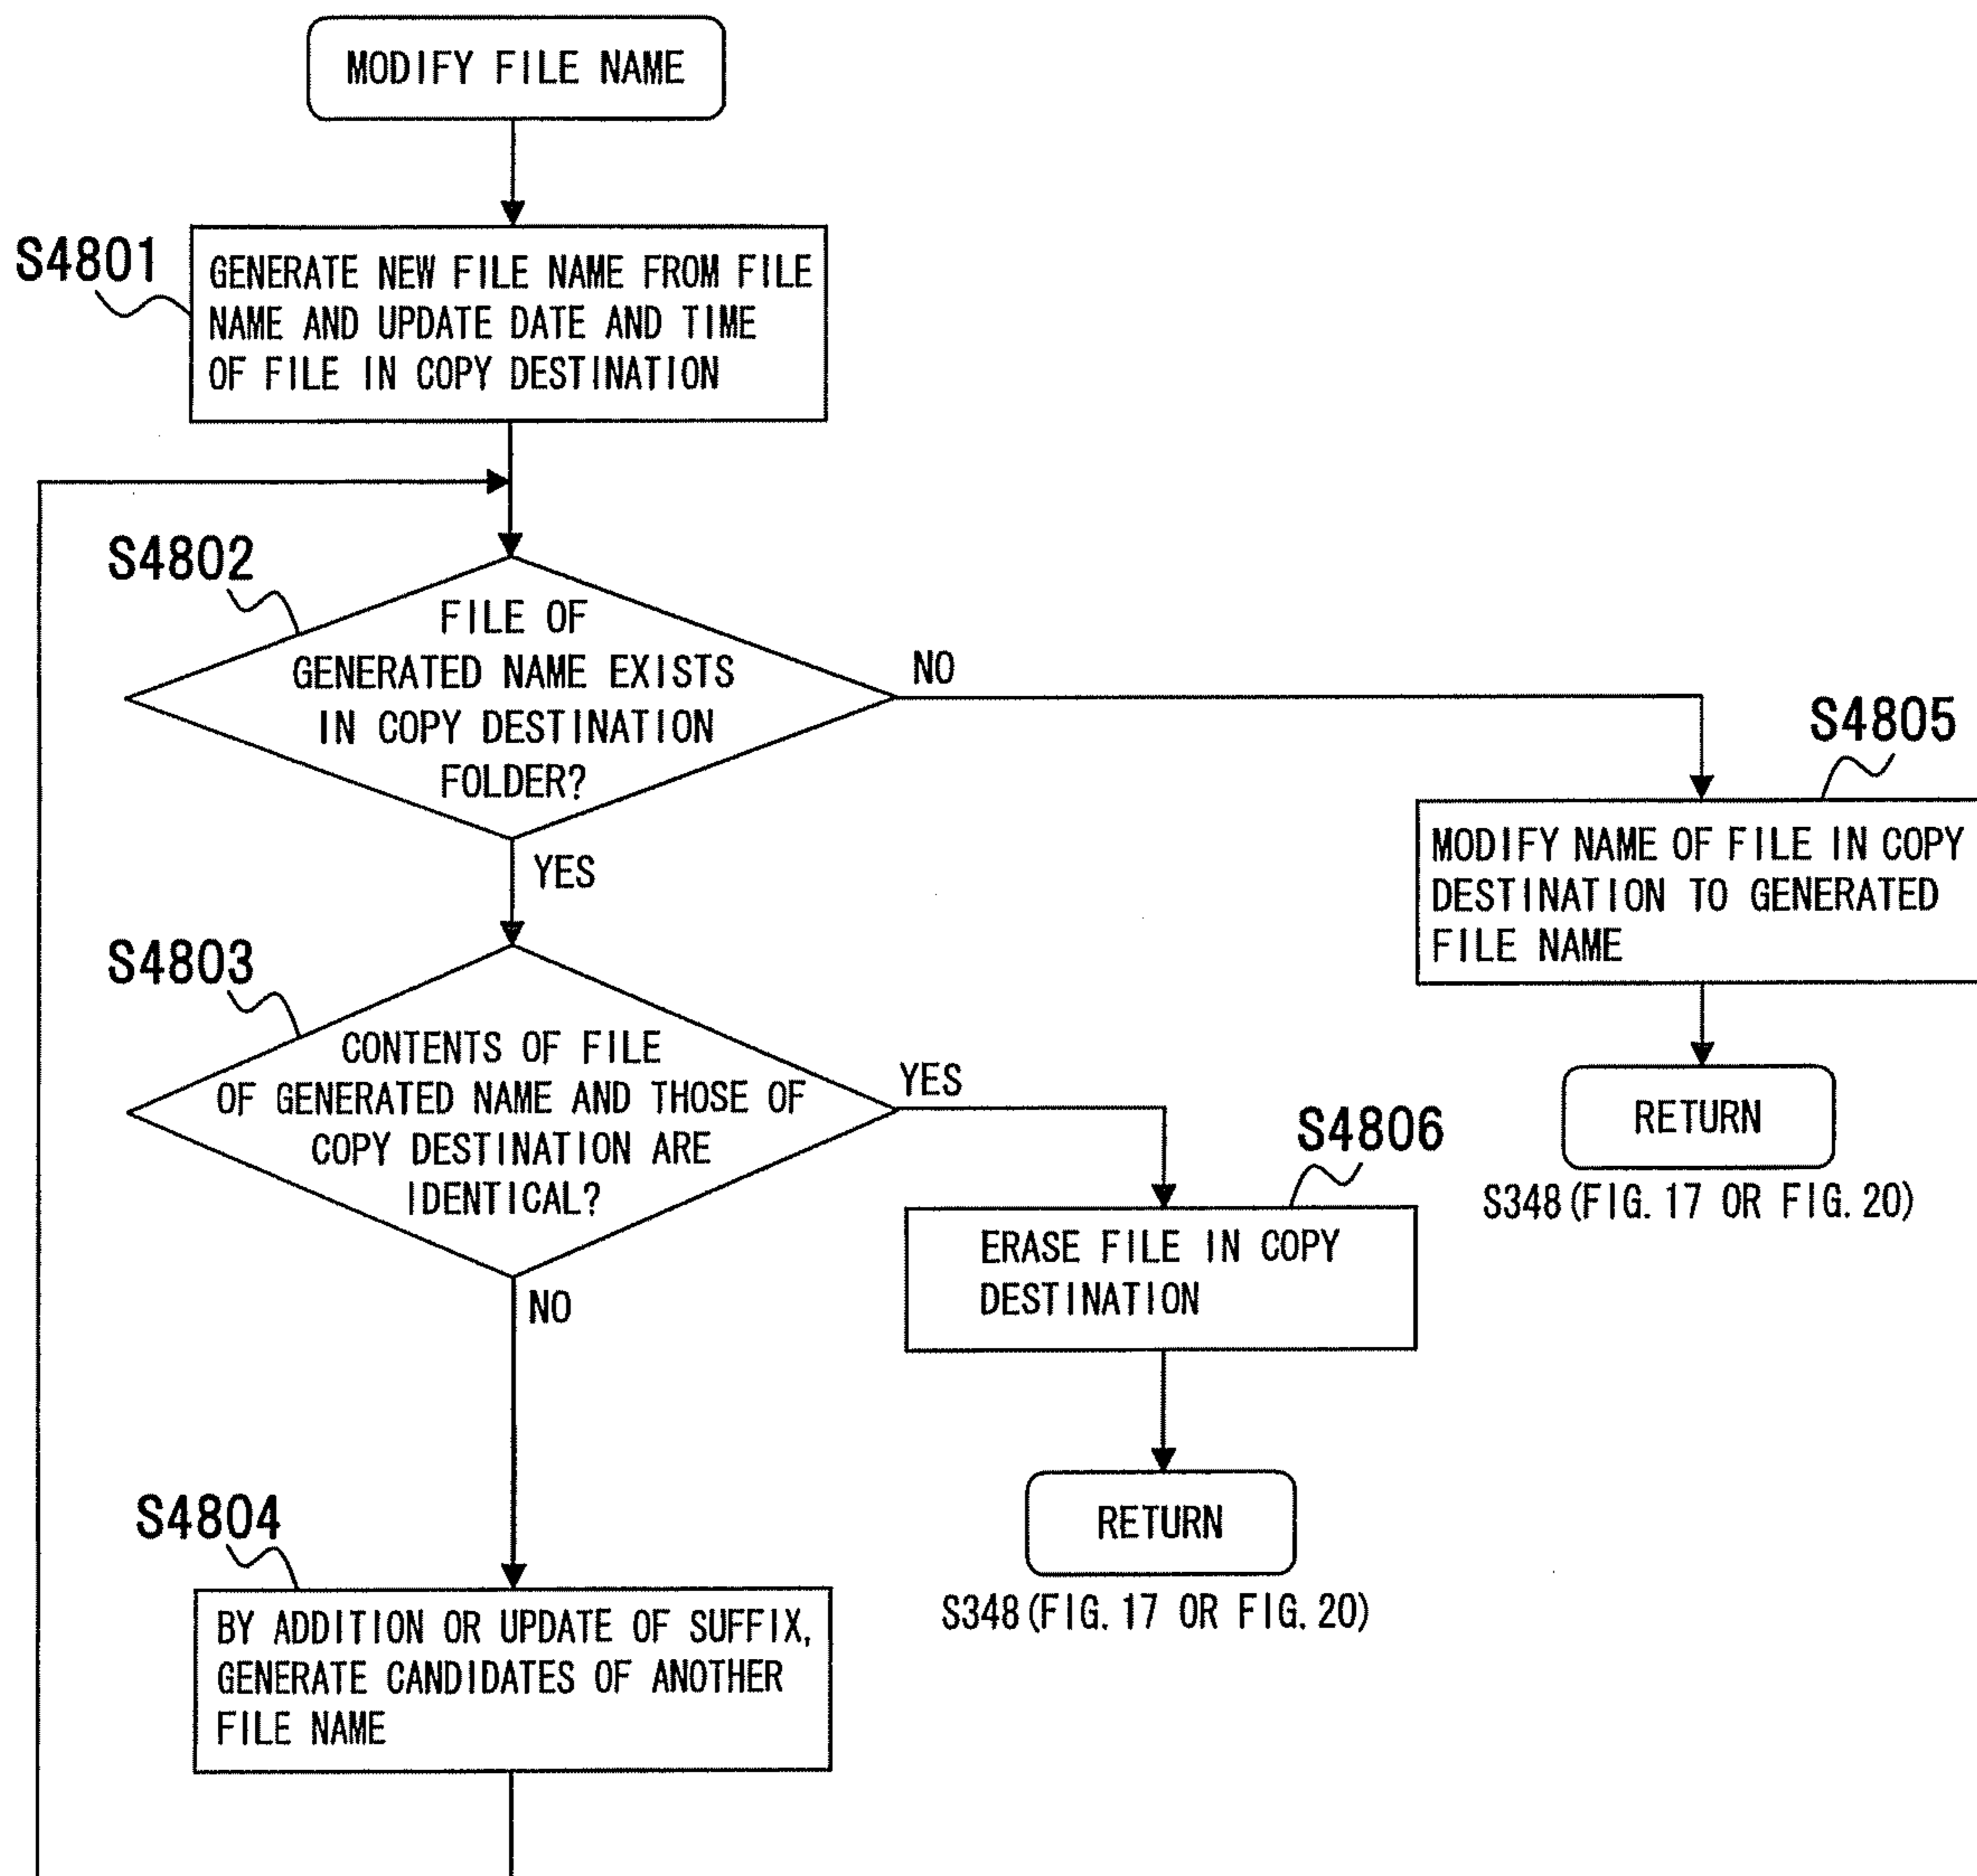 MODIFY FILE NAME
S4801
GENERATE NEW FILE NAME FROM FILE
NAME AND UPDATE DATE AND TIME
OF FILE IN COPY DESTINATION
S4802
FILE OF
GENERATED NAME EXISTS
IN COPY DESTINATION
FOLDER?
NO
YES
S4805
MODIFY NAME OF FILE IN COPY
DESTINATION TO GENERATED
FILE NAME
RETURN
S348(FIG. 17 OR FIG. 20)
S4803
CONTENTS OF FILE
OF GENERATED NAME AND THOSE OF
COPY DESTINATION ARE
IDENTICAL?
YES
NO
S4806
ERASE FILE IN COPY
DESTINATION
RETURN
S348(FIG. 17 OR FIG. 20)
S4804
BY ADDITION OR UPDATE OF SUFFIX,
GENERATE CANDIDATES OF ANOTHER
FILE NAME